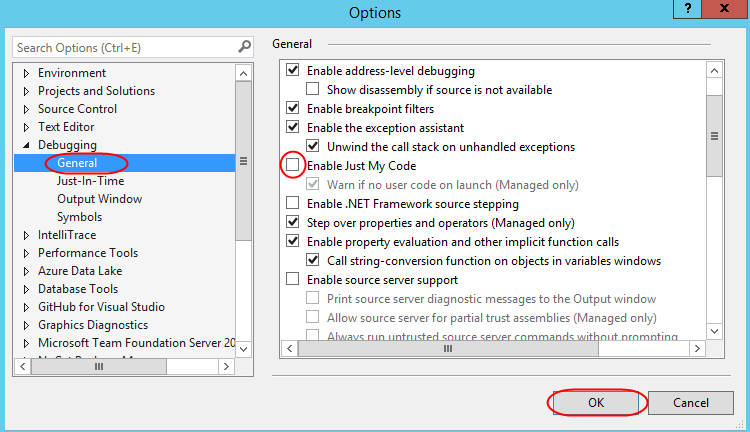 Options
?
x
Search Options (Ctrl+E)
Environment
Projects and Solutions
Source Control
Text Editor
Debugging
General
Just-In-Time
Output Window
Symbols
IntelliTrace
Performance Tools
Azure Data Lake
Database Tools
GitHub for Visual Studio
Graphics Diagnostics
Microsoft Team Foundation Server 20
General
Enable address-level debugging
Show disassembly if source is not available
Enable breakpoint filters
Enable the exception assistant
Unwind the call stack on unhandled exceptions
Enable Just My Code
Warn if no user code on launch (Managed only)
Enable .NET Framework source stepping
Step over properties and operators (Managed only)
Enable property evaluation and other implicit function calls
Call string-conversion function on objects in variables windows
Enable source server support
Print source server diagnostic messages to the Output window
Allow source server for partial trust assemblies (Managed only)
Always run untrusted source server commands without prompting
OK
Cancel